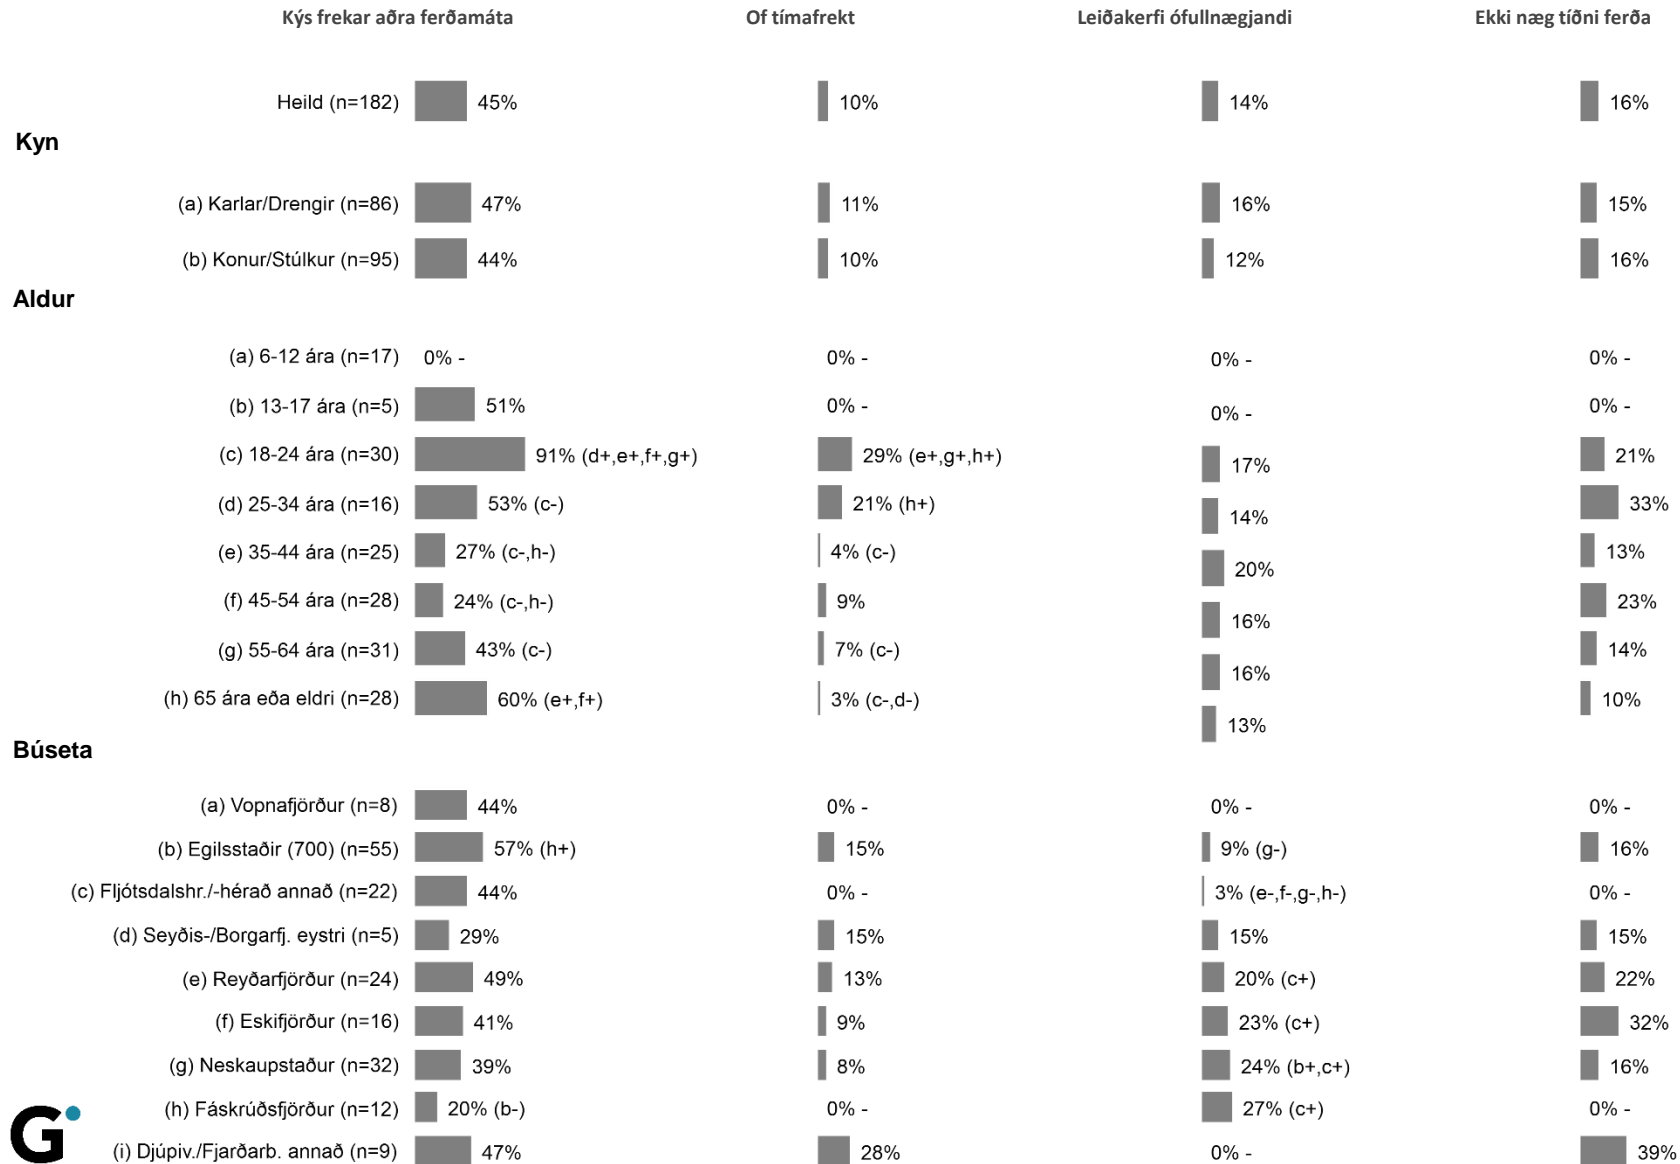 Kýs frekar aðra ferðamáta Of tímafrekt Leiðakerfi ófullnægjandi Ekki næg tíðni ferða
Heild (n=182) 45% 10% 14% 16%
Kyn
(a) Karlar/Drengir (n=86) 47% 11% 16% 15%
(b) Konur/Stúlkur (n=95) 44% 10% 12% 16%
Aldur
(a) 6-12 ára (n=17) 0% - 0% - 0% - 0% -
(b) 13-17 ára (n=5) 51% 0% - 0% - 0% -
(c) 18-24 ára (n=30) 91% (d+,e+,f+,g+) 29% (e+,g+,h+) 17% 21%
(d) 25-34 ára (n=16) 53% (c-) 21% (h+) 14% 33%
(e) 35-44 ára (n=25) 27% (c-,h-) 4% (c-) 20% 13%
(f) 45-54 ára (n=28) 24% (c-,h-) 9% 16% 23%
(g) 55-64 ára (n=31) 43% (c-) 7% (c-) 16% 14%
(h) 65 ára eða eldri (n=28) 60% (e+,f+) 3% (c-,d-) 13% 10%
Búseta
(a) Vopnafjörður (n=8) 44% 0% - 0% - 0% -
(b) Egilsstaðir (700) (n=55) 57% (h+) 15% 9% (g-) 16%
(c) Fljótsdalshr./-hérað annað (n=22) 44% 0% - 3% (e-,f-,g-,h-) 0% -
(d) Seyðis-/Borgarfj. eystri (n=5) 29% 15% 15% 15%
(e) Reyðarfjörður (n=24) 49% 13% 20% (c+) 22%
(f) Eskifjörður (n=16) 41% 9% 23% (c+) 32%
(g) Neskaupstaður (n=32) 39% 8% 24% (b+,c+) 16%
(h) Fáskrúðsfjörður (n=12) 20% (b-) 0% - 27% (c+) 0% -
(i) Djúpiv./Fjarðarb. annað (n=9) 47% 28% 0% - 39%
G